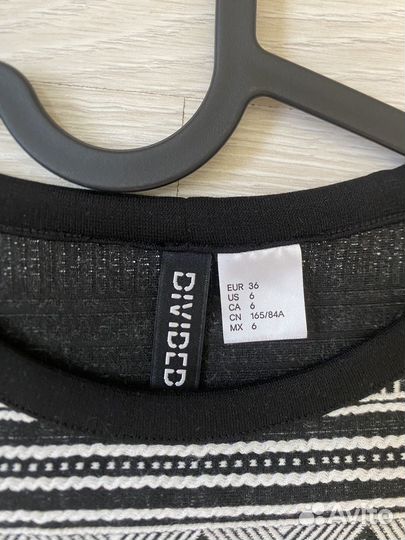 DIVIDED
EUR 36
US 6
CA 6
CN 165/84A
MX 6
Avito